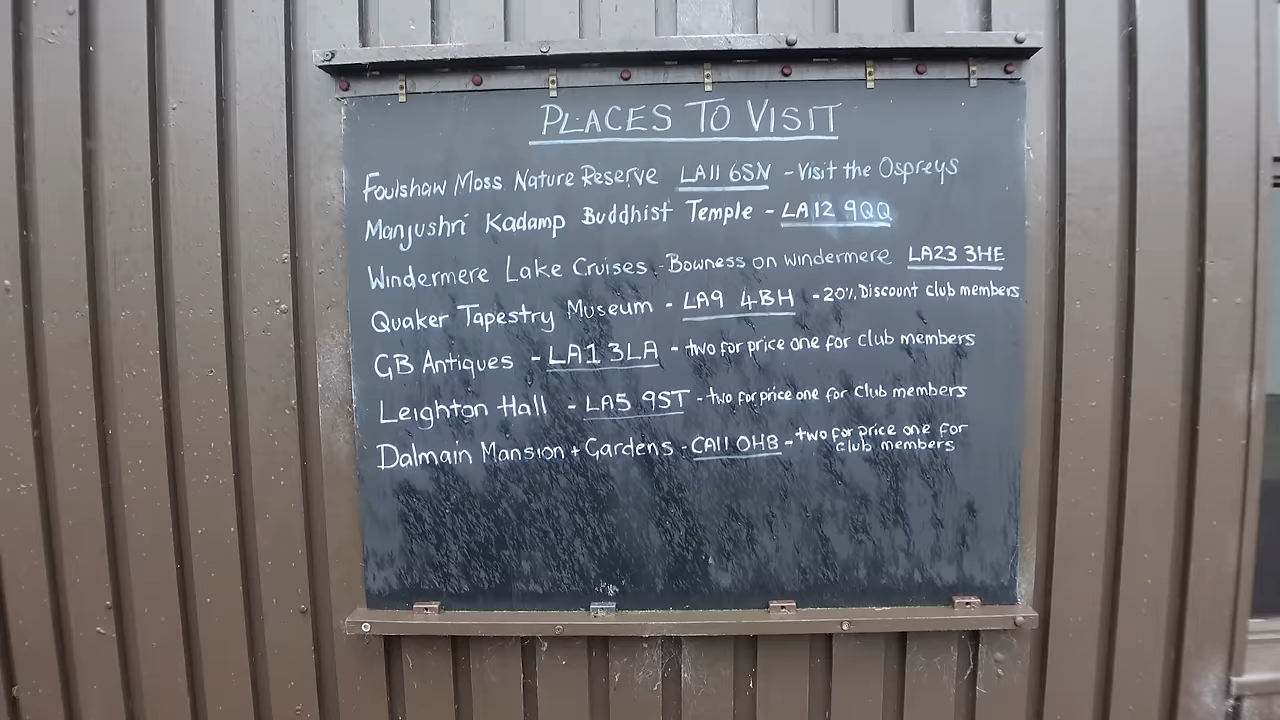 PLACES TO VISIT
Foulshaw Moss Nature Reserve LA11 6SN - Visit the Ospreys
Manjushri Kadamp Buddhist Temple - LA12 9QQ
Windermere Lake Cruises - Bowness on windermere LA23 3HE
Quaker Tapestry Museum - LA9 4BH - 20% Discount club members
GB Antiques - LA1 3LA - two for price one for club members
Leighton Hall - LA5 9ST - two for price one for club members
Dalmain Mansion + Gardens - CA11 0HB - two for price one for
club members